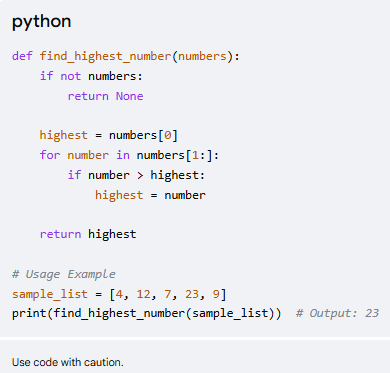 python
def find_highest_number(numbers):
    if not numbers:
        return None
    highest = numbers[0]
    for number in numbers[1:]:
        if number > highest:
            highest = number
    return highest
# Usage Example
sample_list = [4, 12, 7, 23, 9]
print(find_highest_number(sample_list))  # Output: 23
Use code with caution.